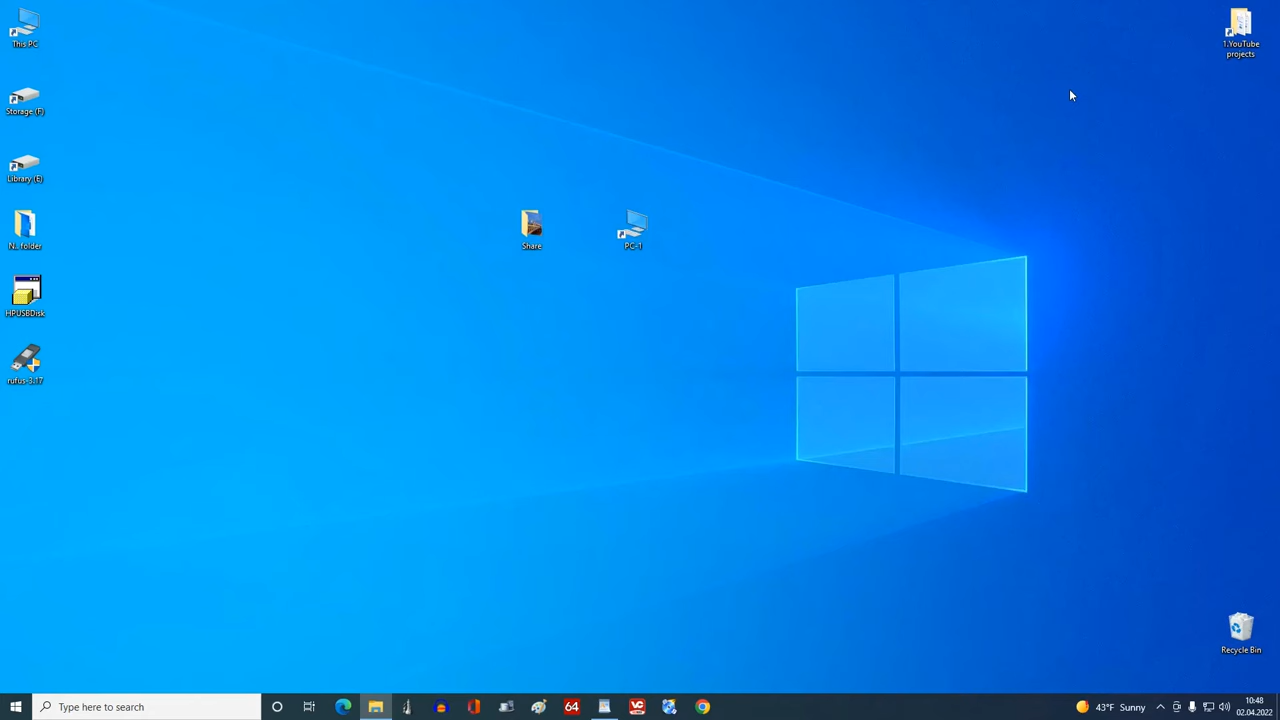 This PC
1.YouTube
projects
Storage (F)
Library (E)
N.. folder
Share
PC-1
HPUSBDisk
rufus-3.17
Recycle Bin
Type here to search
64
VC
43°F Sunny
10:48
02.04.2022